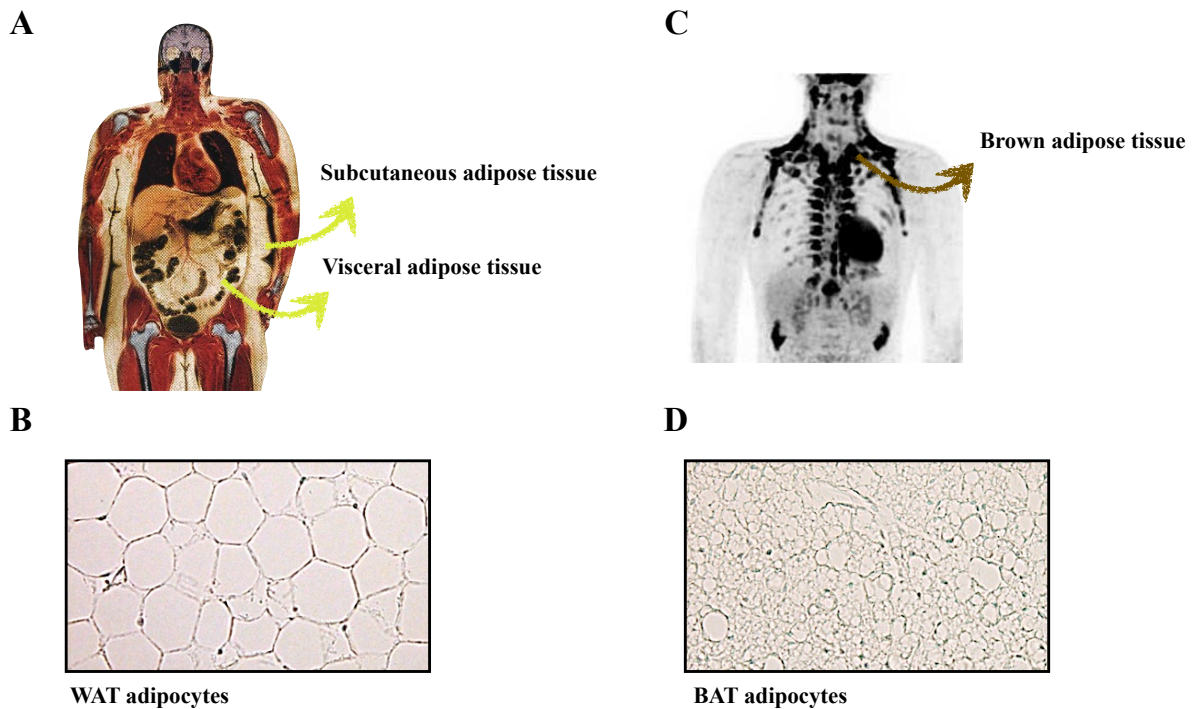 A
Subcutaneous adipose tissue
Visceral adipose tissue
B
WAT adipocytes
C
Brown adipose tissue
D
BAT adipocytes